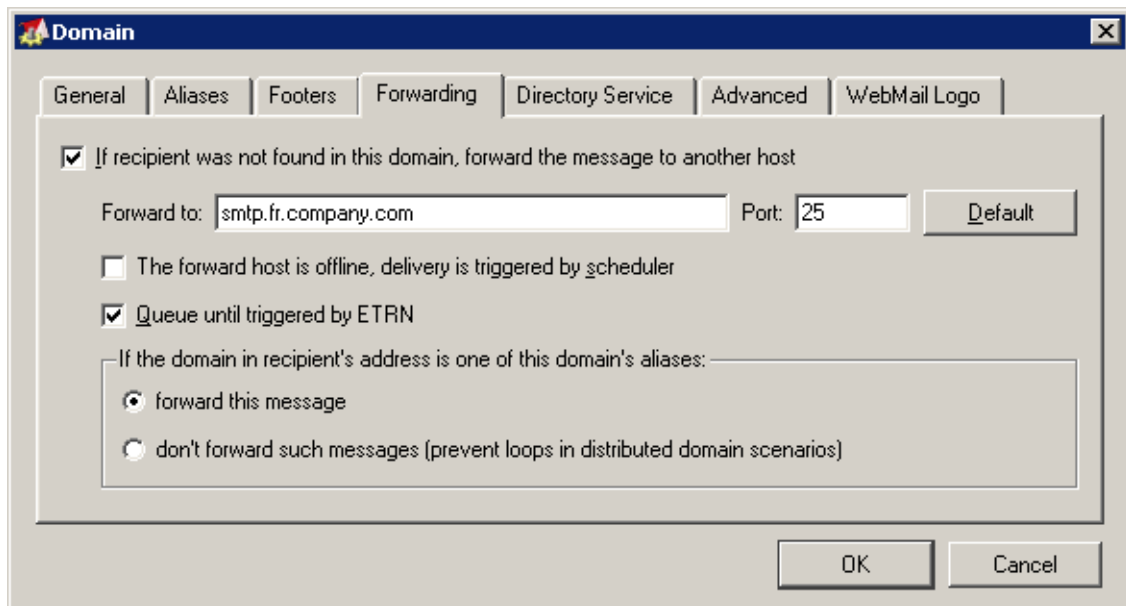 Domain
General Aliases Footers Forwarding Directory Service Advanced WebMail Logo
If recipient was not found in this domain, forward the message to another host
Forward to: smtp.fr.company.com Port: 25 Default
The forward host is offline, delivery is triggered by scheduler
Queue until triggered by ETRN
If the domain in recipient's address is one of this domain's aliases:
forward this message
don't forward such messages (prevent loops in distributed domain scenarios)
OK Cancel